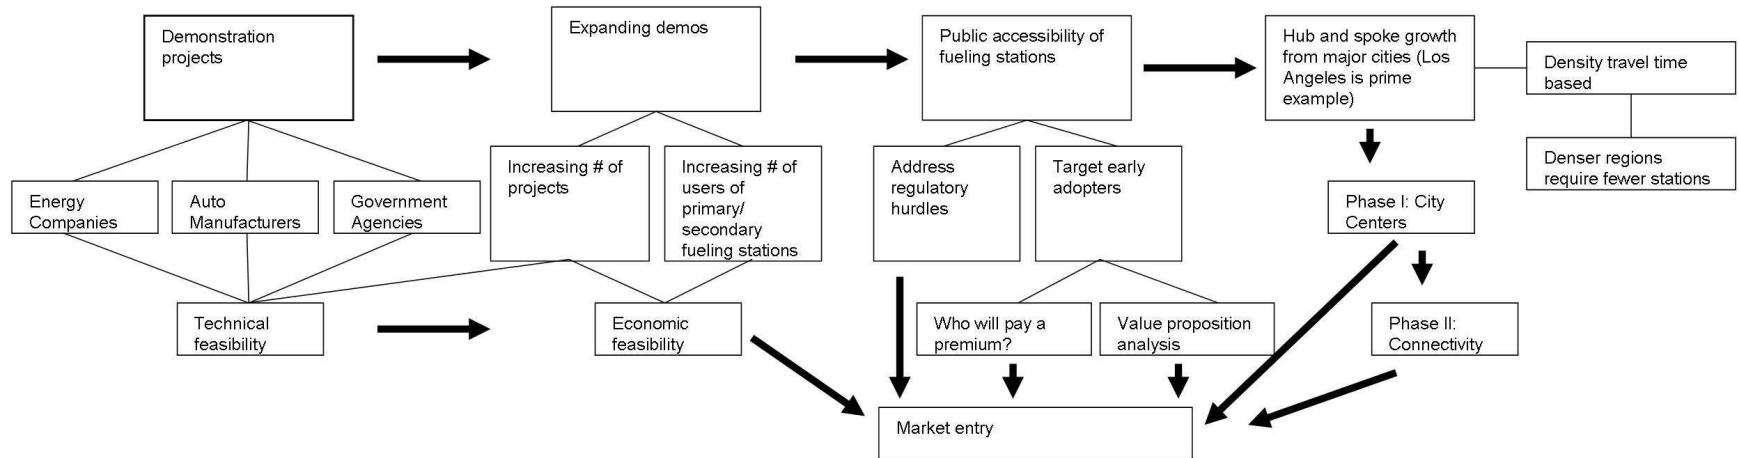 Demonstration
projects
Expanding demos
Public accessibility of
fueling stations
Hub and spoke growth
from major cities (Los
Angeles is prime
example)
Density travel time
based
Denser regions
require fewer stations
Energy
Companies
Auto
Manufacturers
Government
Agencies
Increasing # of
projects
Increasing # of
users of
primary/
secondary
fueling stations
Address
regulatory
hurdles
Target early
adopters
Phase I: City
Centers
Technical
feasibility
Economic
feasibility
Who will pay a
premium?
Value proposition
analysis
Phase II:
Connectivity
Market entry